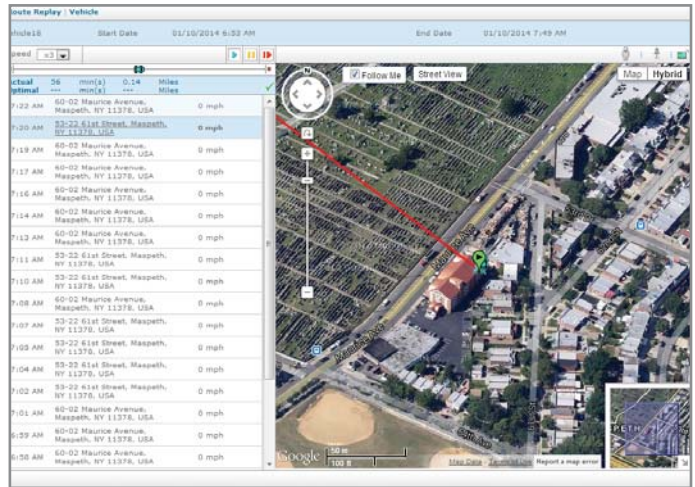 Route Replay | Vehicle
Vehicle16 Start Date 01/10/2014 6:53 AM End Date 01/10/2014 7:49 AM
Speed x3
Actual 56 min(s) 0.14 Miles
Optimal --- min(s) --- Miles
7:22 AM 60-02 Maurice Avenue, Maspeth, NY 11378, USA 0 mph
7:20 AM 53-22 61st Street, Maspeth, NY 11378, USA 0 mph
7:19 AM 60-02 Maurice Avenue, Maspeth, NY 11378, USA 0 mph
7:17 AM 60-02 Maurice Avenue, Maspeth, NY 11378, USA 0 mph
7:16 AM 60-02 Maurice Avenue, Maspeth, NY 11378, USA 0 mph
7:14 AM 60-02 Maurice Avenue, Maspeth, NY 11378, USA 0 mph
7:13 AM 60-02 Maurice Avenue, Maspeth, NY 11378, USA 0 mph
7:11 AM 53-22 61st Street, Maspeth, NY 11378, USA 0 mph
7:10 AM 53-22 61st Street, Maspeth, NY 11378, USA 0 mph
7:08 AM 60-02 Maurice Avenue, Maspeth, NY 11378, USA 0 mph
7:07 AM 53-22 61st Street, Maspeth, NY 11378, USA 0 mph
7:05 AM 53-22 61st Street, Maspeth, NY 11378, USA 0 mph
7:04 AM 53-22 61st Street, Maspeth, NY 11378, USA 0 mph
7:02 AM 53-22 61st Street, Maspeth, NY 11378, USA 0 mph
7:01 AM 60-02 Maurice Avenue, Maspeth, NY 11378, USA 0 mph
6:59 AM 60-02 Maurice Avenue, Maspeth, NY 11378, USA 0 mph
6:58 AM 60-02 Maurice Avenue, Maspeth, NY 11378, USA 0 mph
N
Follow Me Street View Map Hybrid
Maurice Ave
Maurice Ave
PETH
Google
50 m
100 ft
Map Data Terms of Use Report a map error